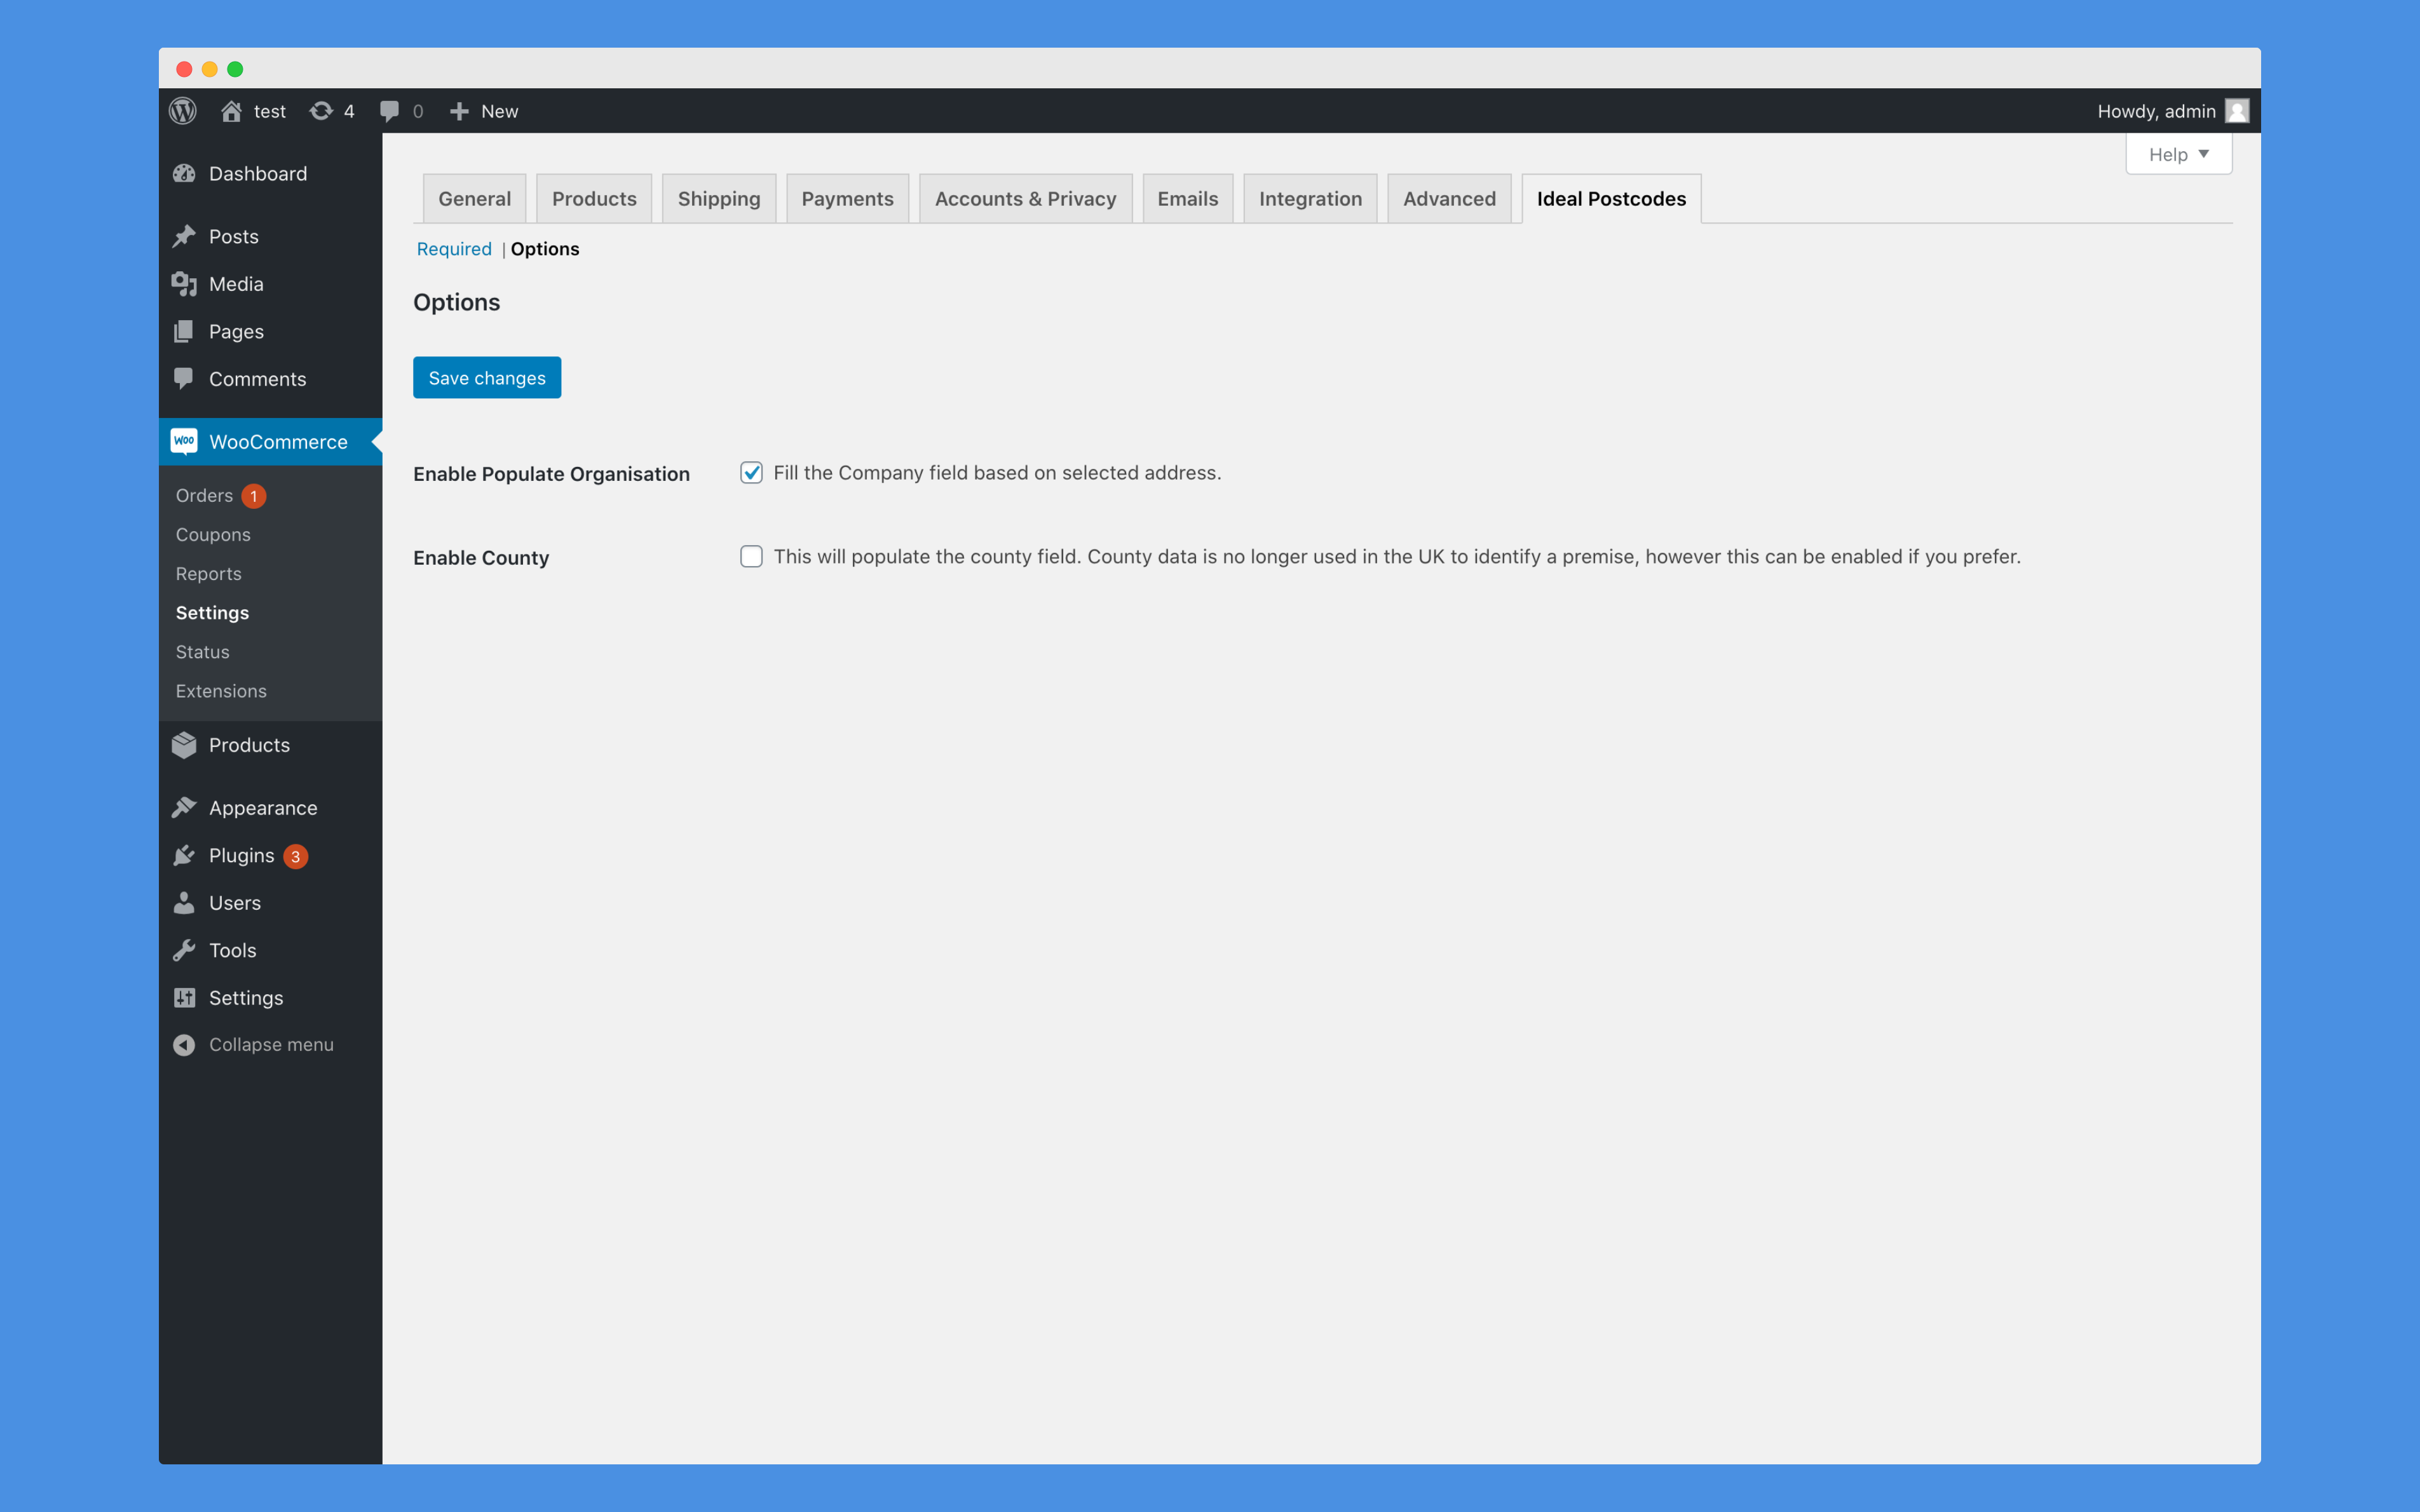 test 4 0 New Howdy, admin
Help
Dashboard
Posts
Media
Pages
Comments
WooCommerce
Orders 1
Coupons
Reports
Settings
Status
Extensions
Products
Appearance
Plugins 3
Users
Tools
Settings
Collapse menu
General Products Shipping Payments Accounts & Privacy Emails Integration Advanced Ideal Postcodes
Required | Options
Options
Save changes
Enable Populate Organisation Fill the Company field based on selected address.
Enable County This will populate the county field. County data is no longer used in the UK to identify a premise, however this can be enabled if you prefer.